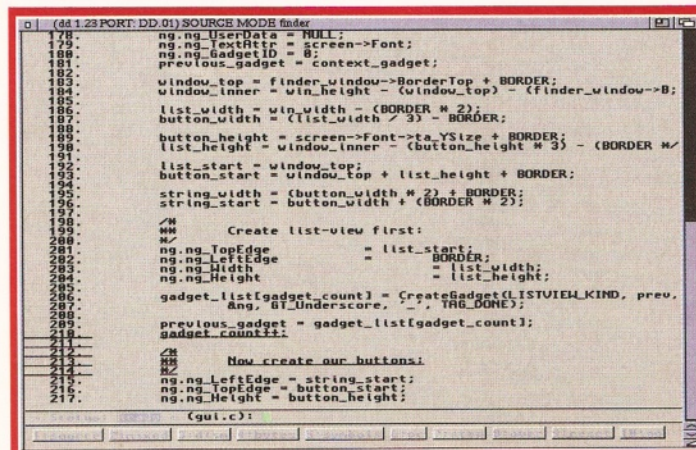 (dd 1.23 PORT: DD.01) SOURCE MODE finder
178. ng.ng_UserData = NULL;
179. ng.ng_TextAttr = screen->Font;
180. ng.ng_GadgetID = 0;
181. previous_gadget = context_gadget;
182.
183. window_top = finder_window->BorderTop + BORDER;
184. window_inner = win_height - (window_top) - (finder_window->B;
185.
186. list_width = win_width - (BORDER * 2);
187. button_width = (list_width / 3) - BORDER;
188.
189. button_height = screen->Font->ta_YSize + BORDER;
190. list_height = window_inner - (button_height * 3) - (BORDER */
191.
192. list_start = window_top;
193. button_start = window_top + list_height + BORDER;
194.
195. string_width = (button_width * 2) + BORDER;
196. string_start = button_width + (BORDER * 2);
197.
198. /*
199. ** Create list-view first:
200. */
201. ng.ng_TopEdge = list_start;
202. ng.ng_LeftEdge = BORDER;
203. ng.ng_Width = list_width;
204. ng.ng_Height = list_height;
205.
206. gadget_list[gadget_count] = CreateGadget(LISTVIEW_KIND, prev,
207. &ng, GT_Underscore, '_', TAG_DONE);
208.
209. previous_gadget = gadget_list[gadget_count];
210. gadget_count++;
211.
212. /*
213. ** Now create our buttons:
214. */
215. ng.ng_LeftEdge = string_start;
216. ng.ng_TopEdge = button_start;
217. ng.ng_Height = button_height;
(gui.c):